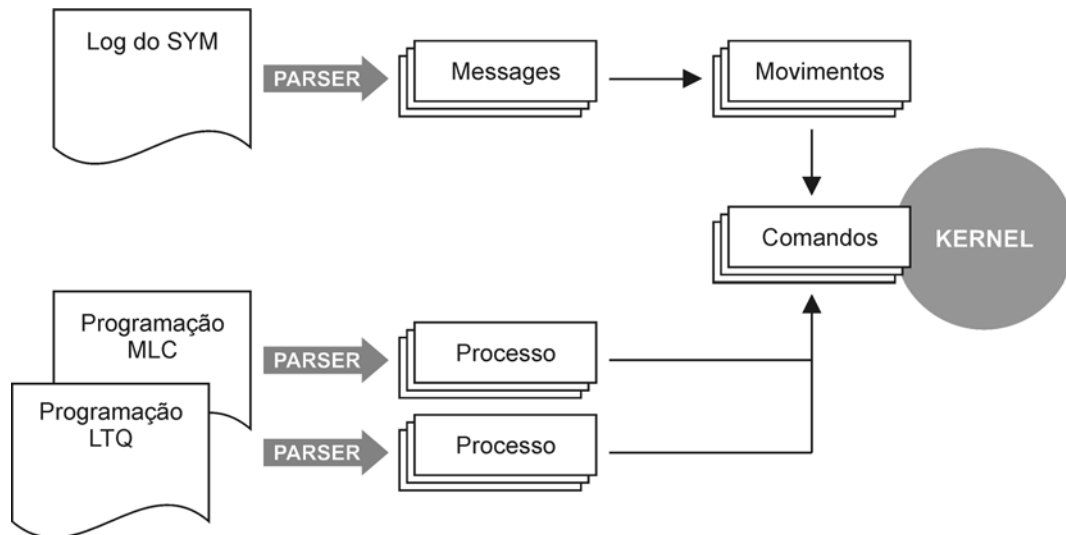 Log do SYM
PARSER
Messages
Movimentos
Comandos
KERNEL
Programação
MLC
PARSER
Processo
Programação
LTQ
PARSER
Processo